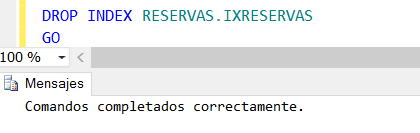 DROP INDEX RESERVAS.IXRESERVAS
GO
100 %
Mensajes
Comandos completados correctamente.